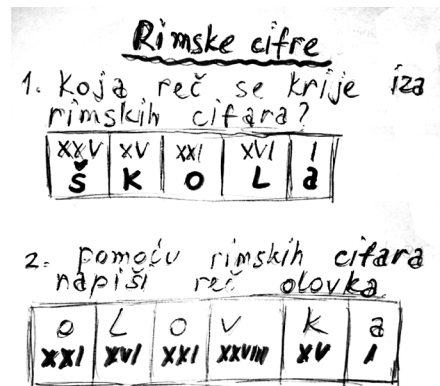 Rimske cifre
1. Koja reč se krije iza
rimskih cifara?
XXV XV XXI XVI I
Š K O L a
2. pomoću rimskih cifara
napiši reč olovka
o L o v k a
XXI XVI XXI XXVIII XV I